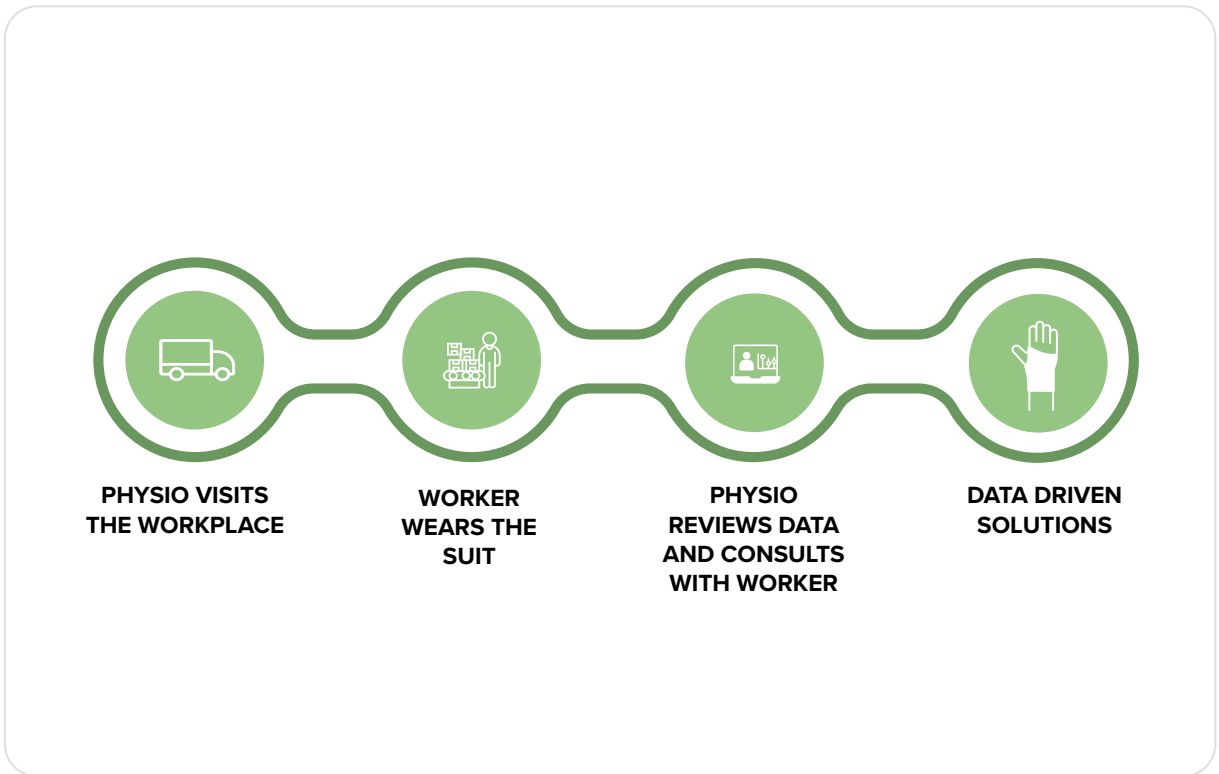 PHYSIO VISITS
THE WORKPLACE
WORKER
WEARS THE
SUIT
PHYSIO
REVIEWS DATA
AND CONSULTS
WITH WORKER
DATA DRIVEN
SOLUTIONS